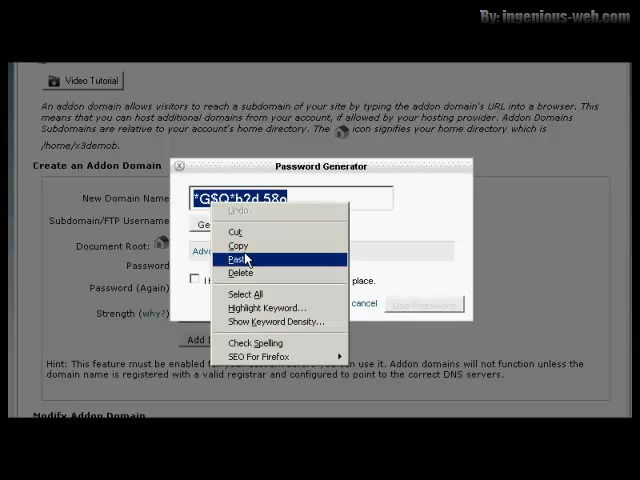 By: ingenious-web.com
Video Tutorial
An addon domain allows visitors to reach a subdomain of your site by typing the addon domain's URL into a browser. This
means that you can host additional domains from your account, if allowed by your hosting provider. Addon Domains
Subdomains are relative to your account's home directory. The icon signifies your home directory which is
/home/x3demob.
Create an Addon Domain
Password Generator
New Domain Name
Undo
Subdomain/FTP Username
Ge
Cut
Document Root:
Copy
Adva
Past
Password
Delete
I h
place.
Password (Again)
Select All
cancel
Use Password
Highlight Keyword...
Strength (why?)
Show Keyword Density...
Add D
Check Spelling
SEO For Firefox
Hint: This feature must be enabled for your
can use it. Addon domains will not function unless the
domain name is registered with a valid registrar and configured to point to the correct DNS servers.
Modify Addon Domain